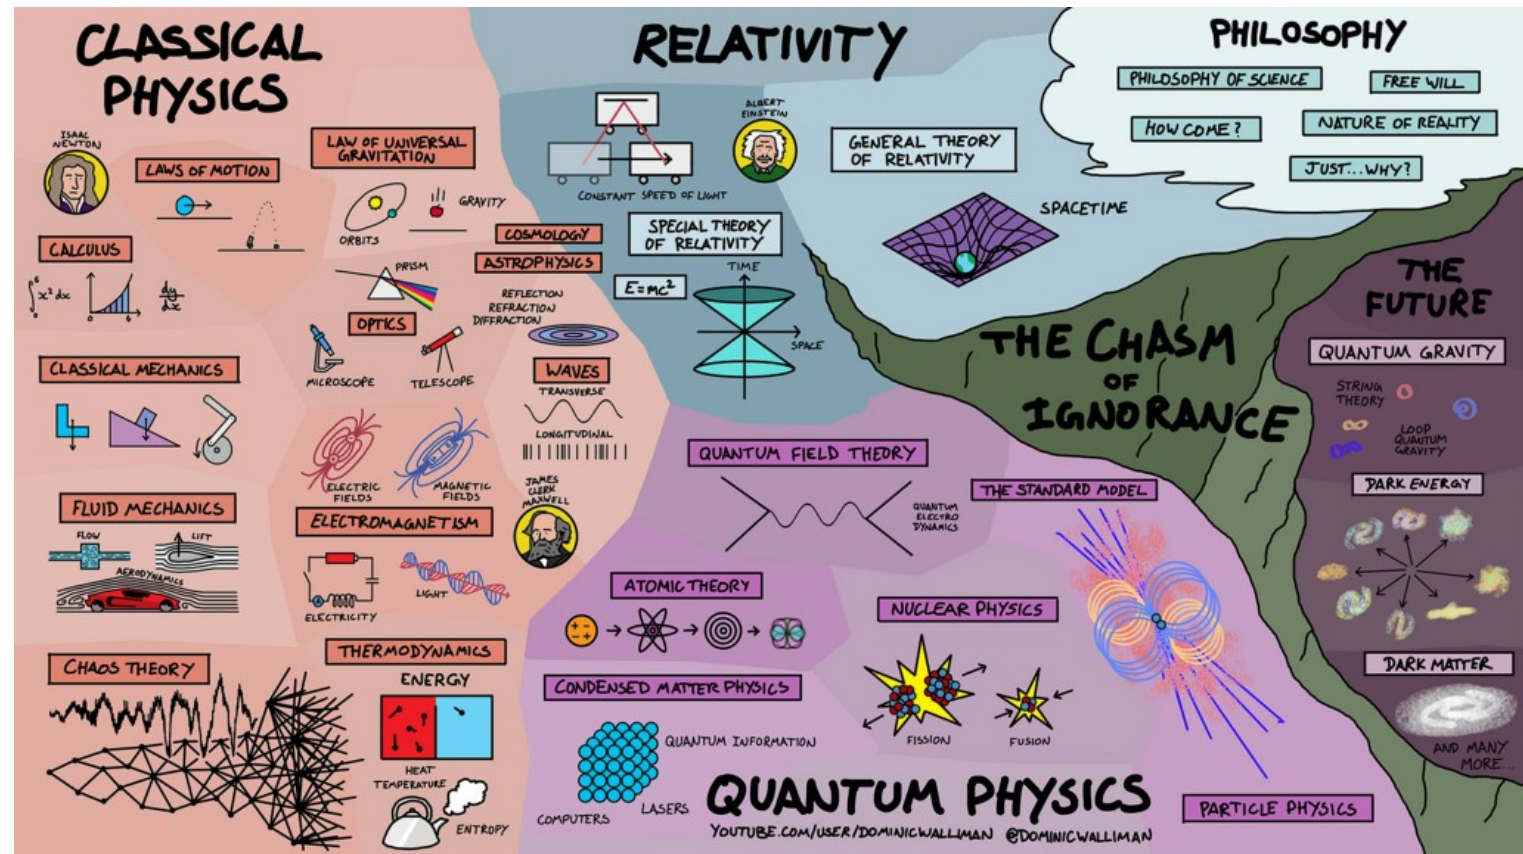 CLASSICAL
PHYSICS
ISAAC
NEWTON
LAWS OF MOTION
LAW OF UNIVERSAL
GRAVITATION
ORBITS
GRAVITY
CALCULUS
∫₀⁶ x² dx
0
6
dy
dx
COSMOLOGY
ASTROPHYSICS
PRISM
OPTICS
REFLECTION
REFRACTION
DIFFRACTION
MICROSCOPE
TELESCOPE
CLASSICAL MECHANICS
WAVES
TRANSVERSE
LONGITUDINAL
ELECTRIC
FIELDS
MAGNETIC
FIELDS
JAMES
CLERK
MAXWELL
FLUID MECHANICS
FLOW
LIFT
AERODYNAMICS
ELECTROMAGNETISM
A
ELECTRICITY
LIGHT
CHAOS THEORY
THERMODYNAMICS
ENERGY
HEAT
TEMPERATURE
ENTROPY
RELATIVITY
ALBERT
EINSTEIN
CONSTANT SPEED OF LIGHT
SPECIAL THEORY
OF RELATIVITY
E=mc²
TIME
SPACE
GENERAL THEORY
OF RELATIVITY
SPACETIME
PHILOSOPHY
PHILOSOPHY OF SCIENCE
FREE WILL
HOW COME?
NATURE OF REALITY
JUST...WHY?
THE CHASM
OF
IGNORANCE
THE
FUTURE
QUANTUM GRAVITY
STRING
THEORY
LOOP
QUANTUM
GRAVITY
DARK ENERGY
DARK MATTER
AND MANY
MORE...
QUANTUM FIELD THEORY
QUANTUM
ELECTRO
DYNAMICS
THE STANDARD MODEL
ATOMIC THEORY
NUCLEAR PHYSICS
FISSION
FUSION
CONDENSED MATTER PHYSICS
QUANTUM INFORMATION
LASERS
COMPUTERS
PARTICLE PHYSICS
QUANTUM PHYSICS
YOUTUBE.COM/USER/DOMINICWALLIMAN @DOMINICWALLIMAN